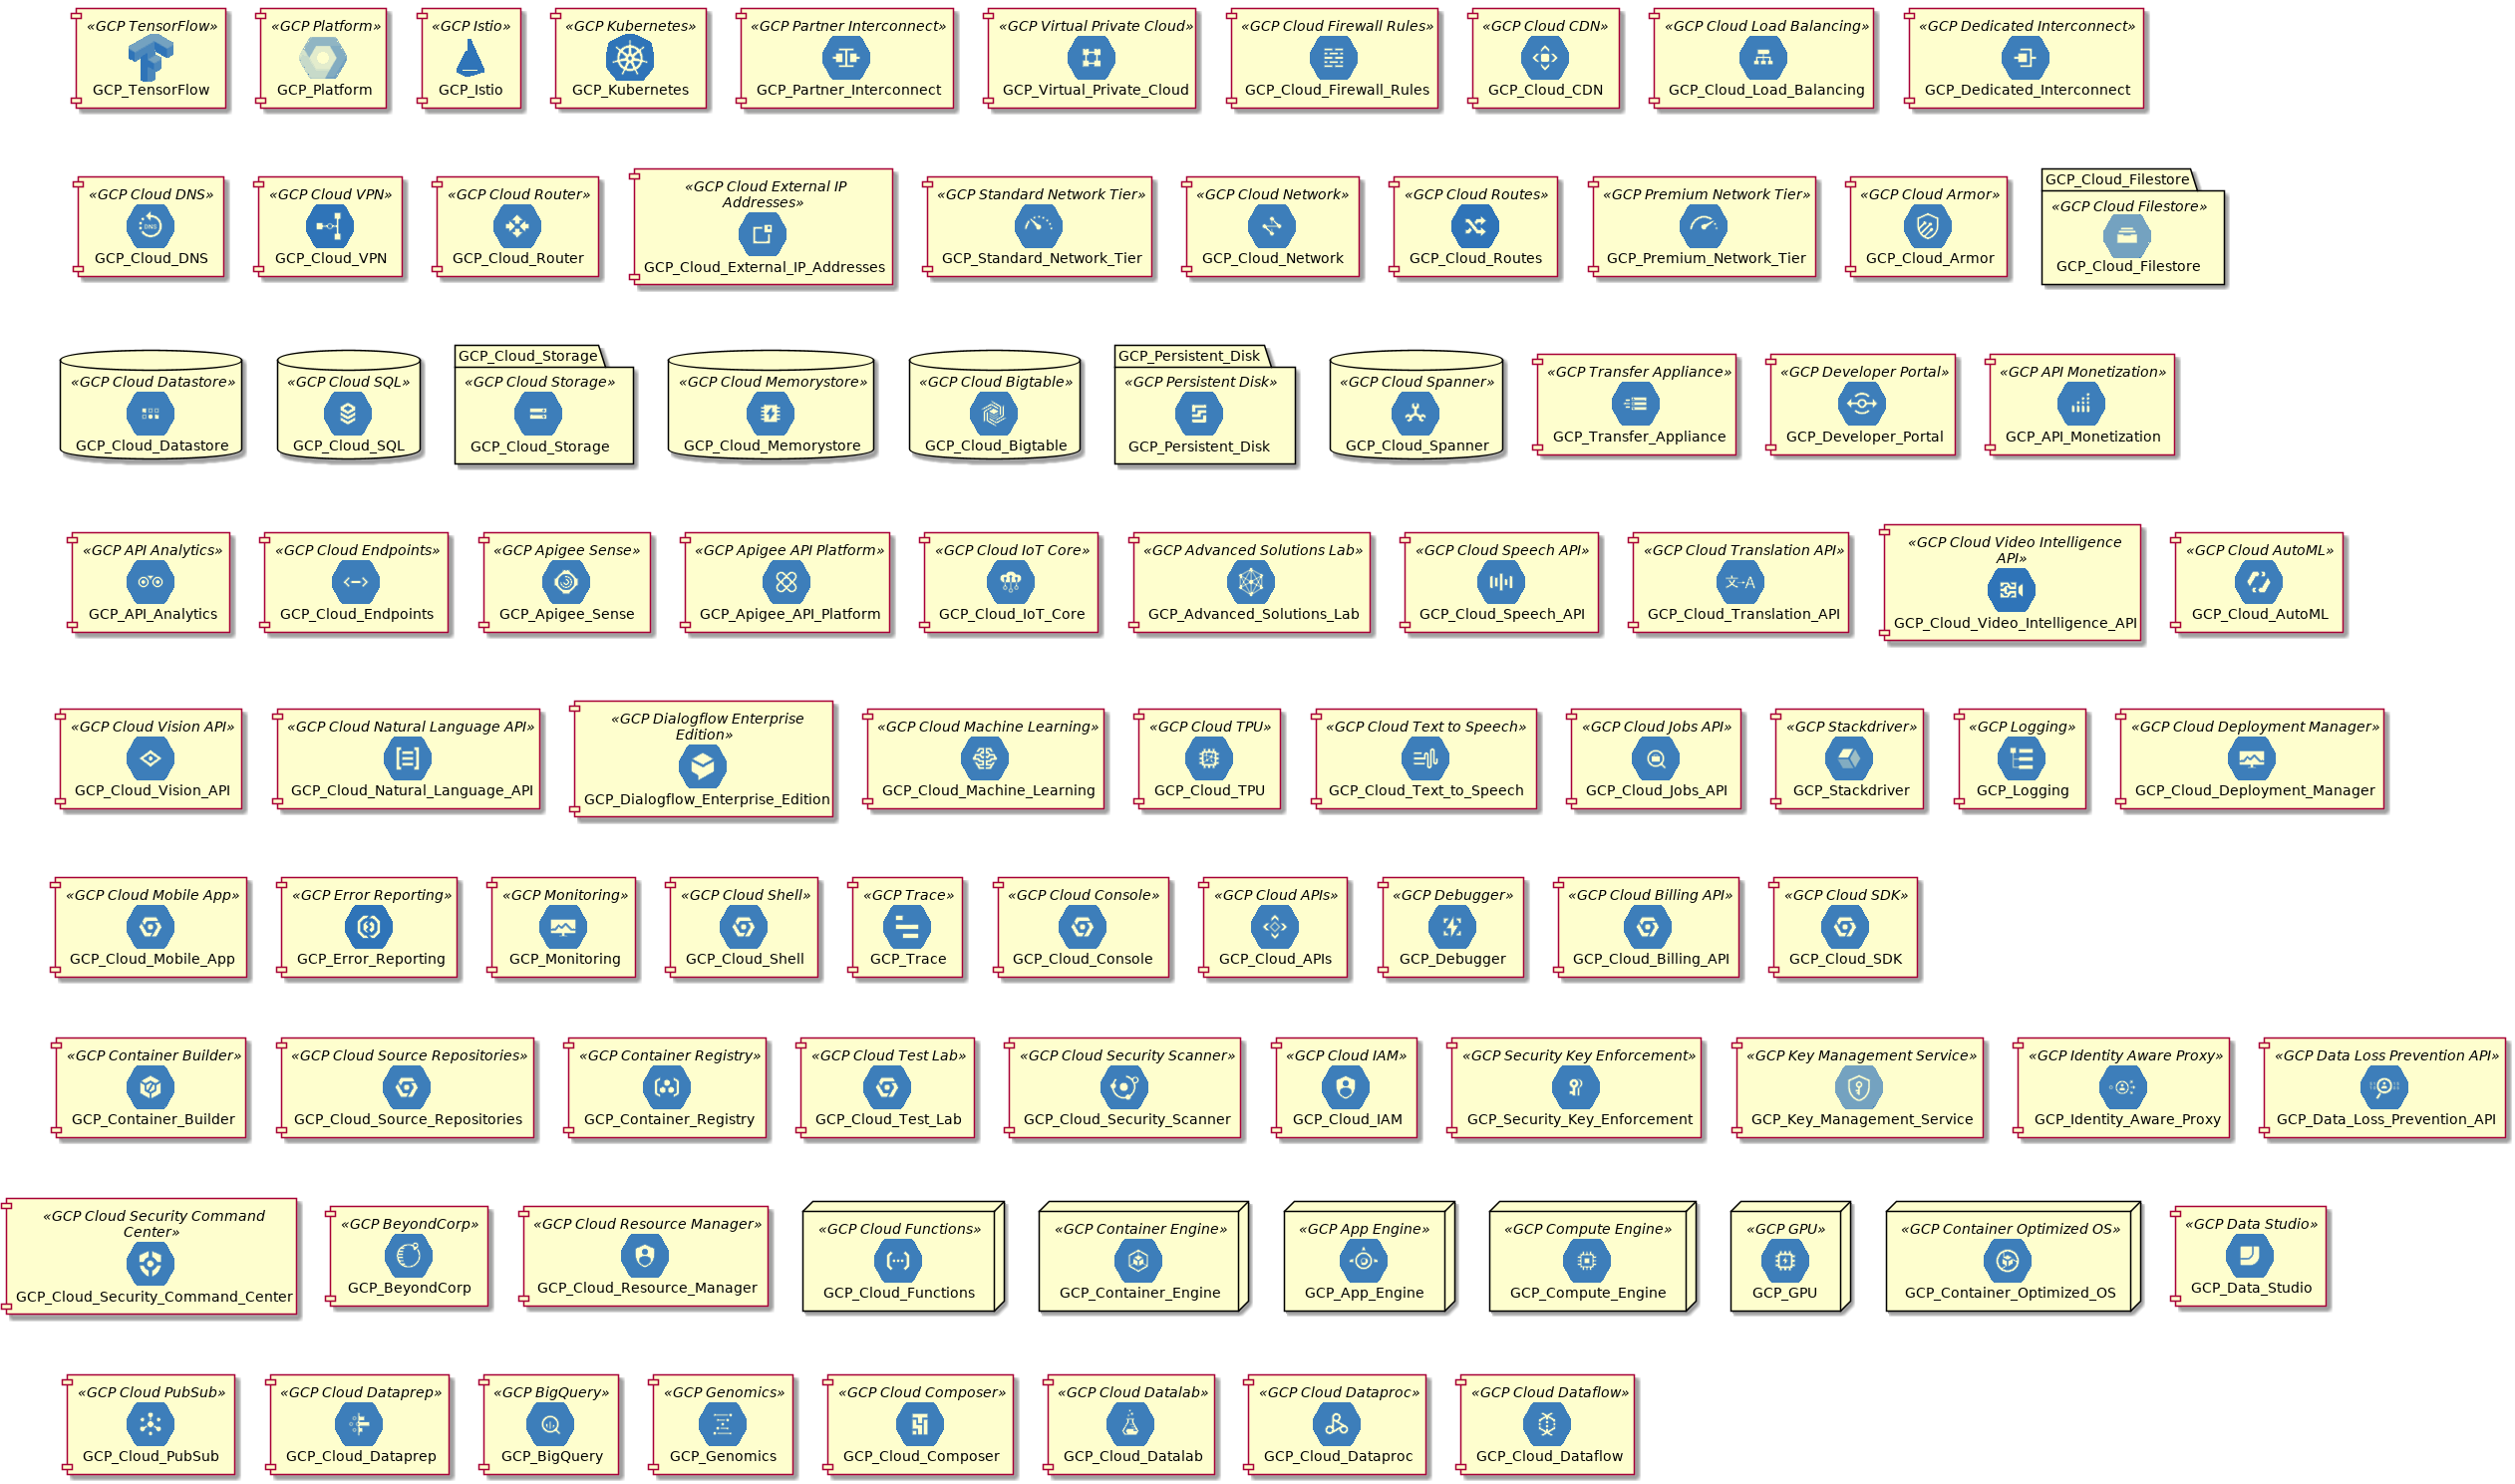 «GCP TensorFlow»
GCP_TensorFlow
«GCP Platform»
GCP_Platform
«GCP Istio»
GCP_Istio
«GCP Kubernetes»
GCP_Kubernetes
«GCP Partner Interconnect»
GCP_Partner_Interconnect
«GCP Virtual Private Cloud»
GCP_Virtual_Private_Cloud
«GCP Cloud Firewall Rules»
GCP_Cloud_Firewall_Rules
«GCP Cloud CDN»
GCP_Cloud_CDN
«GCP Cloud Load Balancing»
GCP_Cloud_Load_Balancing
«GCP Dedicated Interconnect»
GCP_Dedicated_Interconnect
«GCP Cloud DNS»
DNS
GCP_Cloud_DNS
«GCP Cloud VPN»
GCP_Cloud_VPN
«GCP Cloud Router»
GCP_Cloud_Router
«GCP Cloud External IP
Addresses»
GCP_Cloud_External_IP_Addresses
«GCP Standard Network Tier»
GCP_Standard_Network_Tier
«GCP Cloud Network»
GCP_Cloud_Network
«GCP Cloud Routes»
GCP_Cloud_Routes
«GCP Premium Network Tier»
GCP_Premium_Network_Tier
«GCP Cloud Armor»
GCP_Cloud_Armor
GCP_Cloud_Filestore
«GCP Cloud Filestore»
GCP_Cloud_Filestore
«GCP Cloud Datastore»
GCP_Cloud_Datastore
«GCP Cloud SQL»
GCP_Cloud_SQL
GCP_Cloud_Storage
«GCP Cloud Storage»
GCP_Cloud_Storage
«GCP Cloud Memorystore»
GCP_Cloud_Memorystore
«GCP Cloud Bigtable»
GCP_Cloud_Bigtable
GCP_Persistent_Disk
«GCP Persistent Disk»
GCP_Persistent_Disk
«GCP Cloud Spanner»
GCP_Cloud_Spanner
«GCP Transfer Appliance»
GCP_Transfer_Appliance
«GCP Developer Portal»
GCP_Developer_Portal
«GCP API Monetization»
GCP_API_Monetization
«GCP API Analytics»
GCP_API_Analytics
«GCP Cloud Endpoints»
GCP_Cloud_Endpoints
«GCP Apigee Sense»
GCP_Apigee_Sense
«GCP Apigee API Platform»
GCP_Apigee_API_Platform
«GCP Cloud IoT Core»
GCP_Cloud_IoT_Core
«GCP Advanced Solutions Lab»
GCP_Advanced_Solutions_Lab
«GCP Cloud Speech API»
GCP_Cloud_Speech_API
«GCP Cloud Translation API»
文→A
GCP_Cloud_Translation_API
«GCP Cloud Video Intelligence
API»
GCP_Cloud_Video_Intelligence_API
«GCP Cloud AutoML»
GCP_Cloud_AutoML
«GCP Cloud Vision API»
GCP_Cloud_Vision_API
«GCP Cloud Natural Language API»
GCP_Cloud_Natural_Language_API
«GCP Dialogflow Enterprise
Edition»
GCP_Dialogflow_Enterprise_Edition
«GCP Cloud Machine Learning»
GCP_Cloud_Machine_Learning
«GCP Cloud TPU»
GCP_Cloud_TPU
«GCP Cloud Text to Speech»
GCP_Cloud_Text_to_Speech
«GCP Cloud Jobs API»
GCP_Cloud_Jobs_API
«GCP Stackdriver»
GCP_Stackdriver
«GCP Logging»
GCP_Logging
«GCP Cloud Deployment Manager»
GCP_Cloud_Deployment_Manager
«GCP Cloud Mobile App»
GCP_Cloud_Mobile_App
«GCP Error Reporting»
GCP_Error_Reporting
«GCP Monitoring»
GCP_Monitoring
«GCP Cloud Shell»
GCP_Cloud_Shell
«GCP Trace»
GCP_Trace
«GCP Cloud Console»
GCP_Cloud_Console
«GCP Cloud APIs»
GCP_Cloud_APIs
«GCP Debugger»
GCP_Debugger
«GCP Cloud Billing API»
GCP_Cloud_Billing_API
«GCP Cloud SDK»
GCP_Cloud_SDK
«GCP Container Builder»
GCP_Container_Builder
«GCP Cloud Source Repositories»
GCP_Cloud_Source_Repositories
«GCP Container Registry»
GCP_Container_Registry
«GCP Cloud Test Lab»
GCP_Cloud_Test_Lab
«GCP Cloud Security Scanner»
GCP_Cloud_Security_Scanner
«GCP Cloud IAM»
GCP_Cloud_IAM
«GCP Security Key Enforcement»
GCP_Security_Key_Enforcement
«GCP Key Management Service»
GCP_Key_Management_Service
«GCP Identity Aware Proxy»
GCP_Identity_Aware_Proxy
«GCP Data Loss Prevention API»
GCP_Data_Loss_Prevention_API
«GCP Cloud Security Command
Center»
GCP_Cloud_Security_Command_Center
«GCP BeyondCorp»
GCP_BeyondCorp
«GCP Cloud Resource Manager»
GCP_Cloud_Resource_Manager
«GCP Cloud Functions»
GCP_Cloud_Functions
«GCP Container Engine»
GCP_Container_Engine
«GCP App Engine»
GCP_App_Engine
«GCP Compute Engine»
GCP_Compute_Engine
«GCP GPU»
GCP_GPU
«GCP Container Optimized OS»
GCP_Container_Optimized_OS
«GCP Data Studio»
GCP_Data_Studio
«GCP Cloud PubSub»
GCP_Cloud_PubSub
«GCP Cloud Dataprep»
GCP_Cloud_Dataprep
«GCP BigQuery»
GCP_BigQuery
«GCP Genomics»
GCP_Genomics
«GCP Cloud Composer»
GCP_Cloud_Composer
«GCP Cloud Datalab»
GCP_Cloud_Datalab
«GCP Cloud Dataproc»
GCP_Cloud_Dataproc
«GCP Cloud Dataflow»
GCP_Cloud_Dataflow